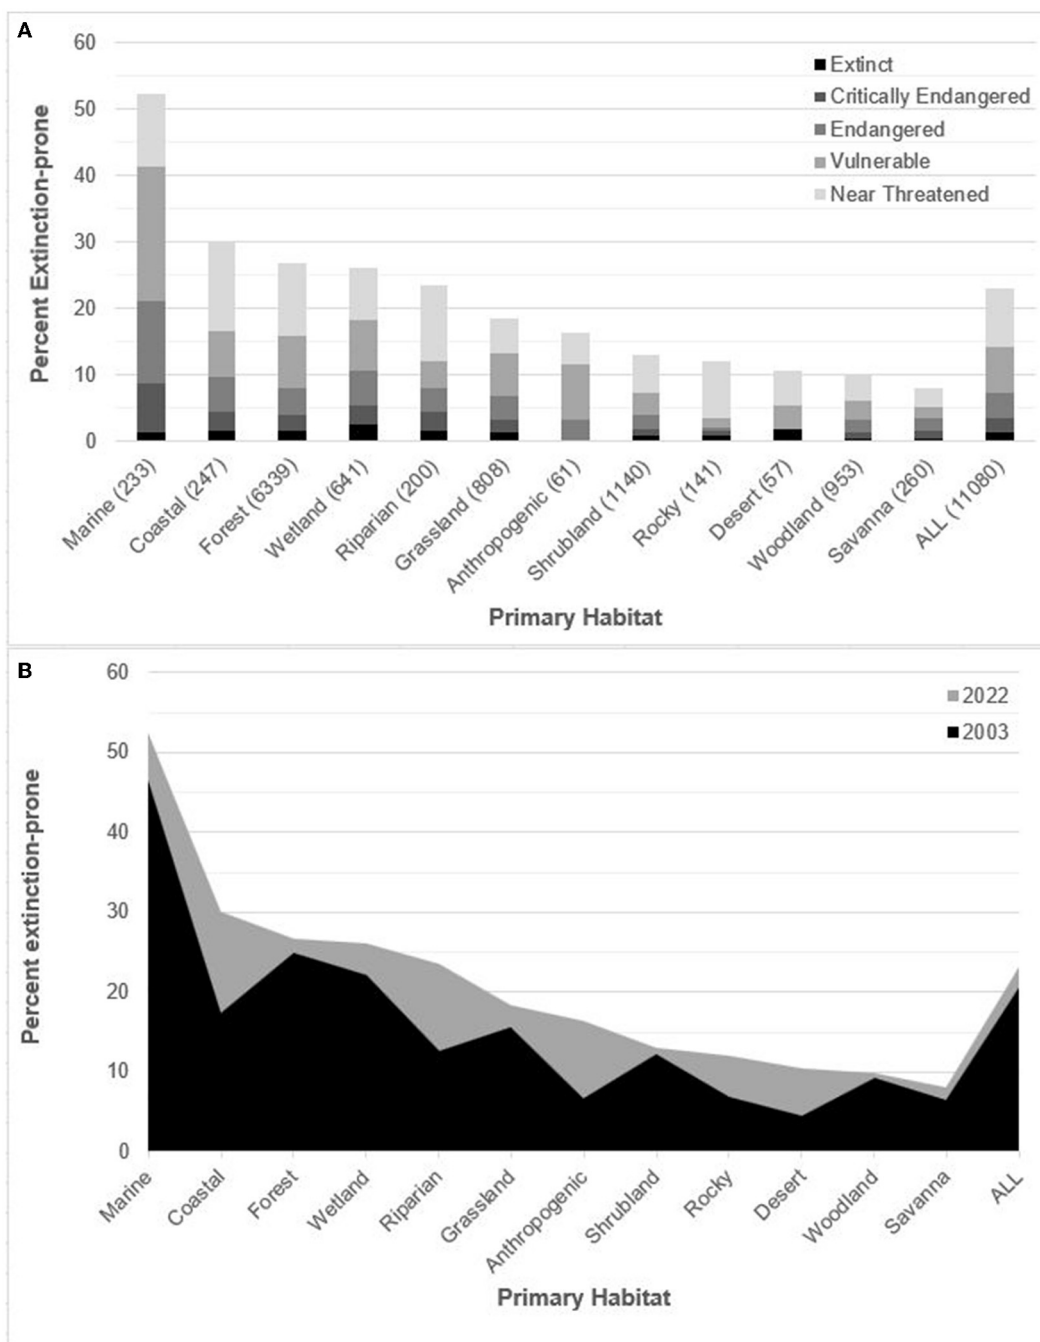 A
60
50
40
30
20
10
0
Percent Extinction-prone
Extinct
Critically Endangered
Endangered
Vulnerable
Near Threatened
Marine (233)
Coastal (247)
Forest (6339)
Wetland (641)
Riparian (200)
Grassland (808)
Anthropogenic (61)
Shrubland (1140)
Rocky (141)
Desert (57)
Woodland (953)
Savanna (260)
ALL (11080)
Primary Habitat
B
60
50
40
30
20
10
0
Percent extinction-prone
2022
2003
Marine
Coastal
Forest
Wetland
Riparian
Grassland
Anthropogenic
Shrubland
Rocky
Desert
Woodland
Savanna
ALL
Primary Habitat